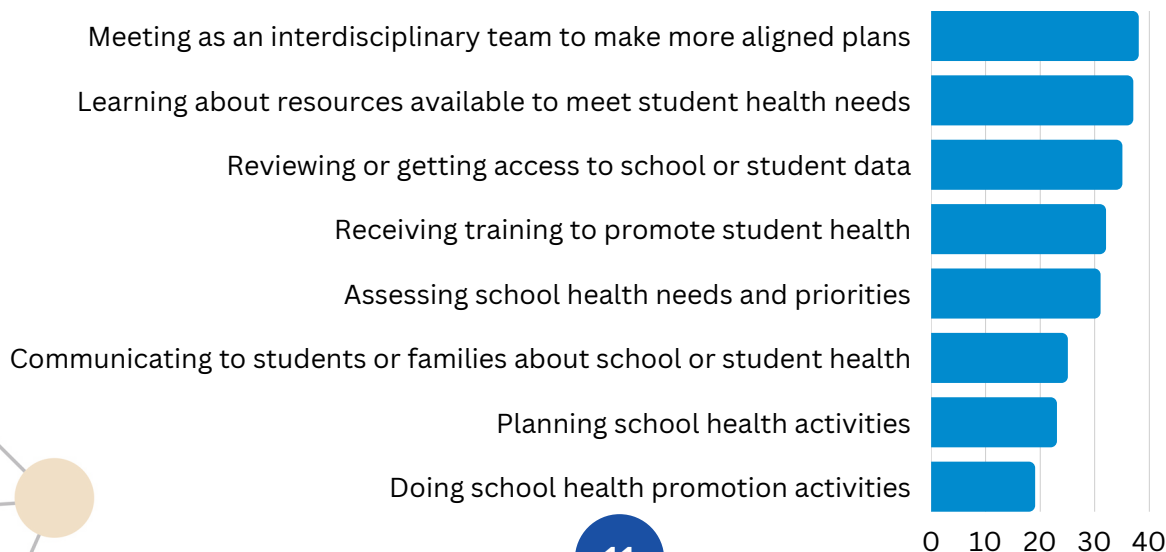 Meeting as an interdisciplinary team to make more aligned plans
Learning about resources available to meet student health needs
Reviewing or getting access to school or student data
Receiving training to promote student health
Assessing school health needs and priorities
Communicating to students or families about school or student health
Planning school health activities
Doing school health promotion activities
0 10 20 30 40